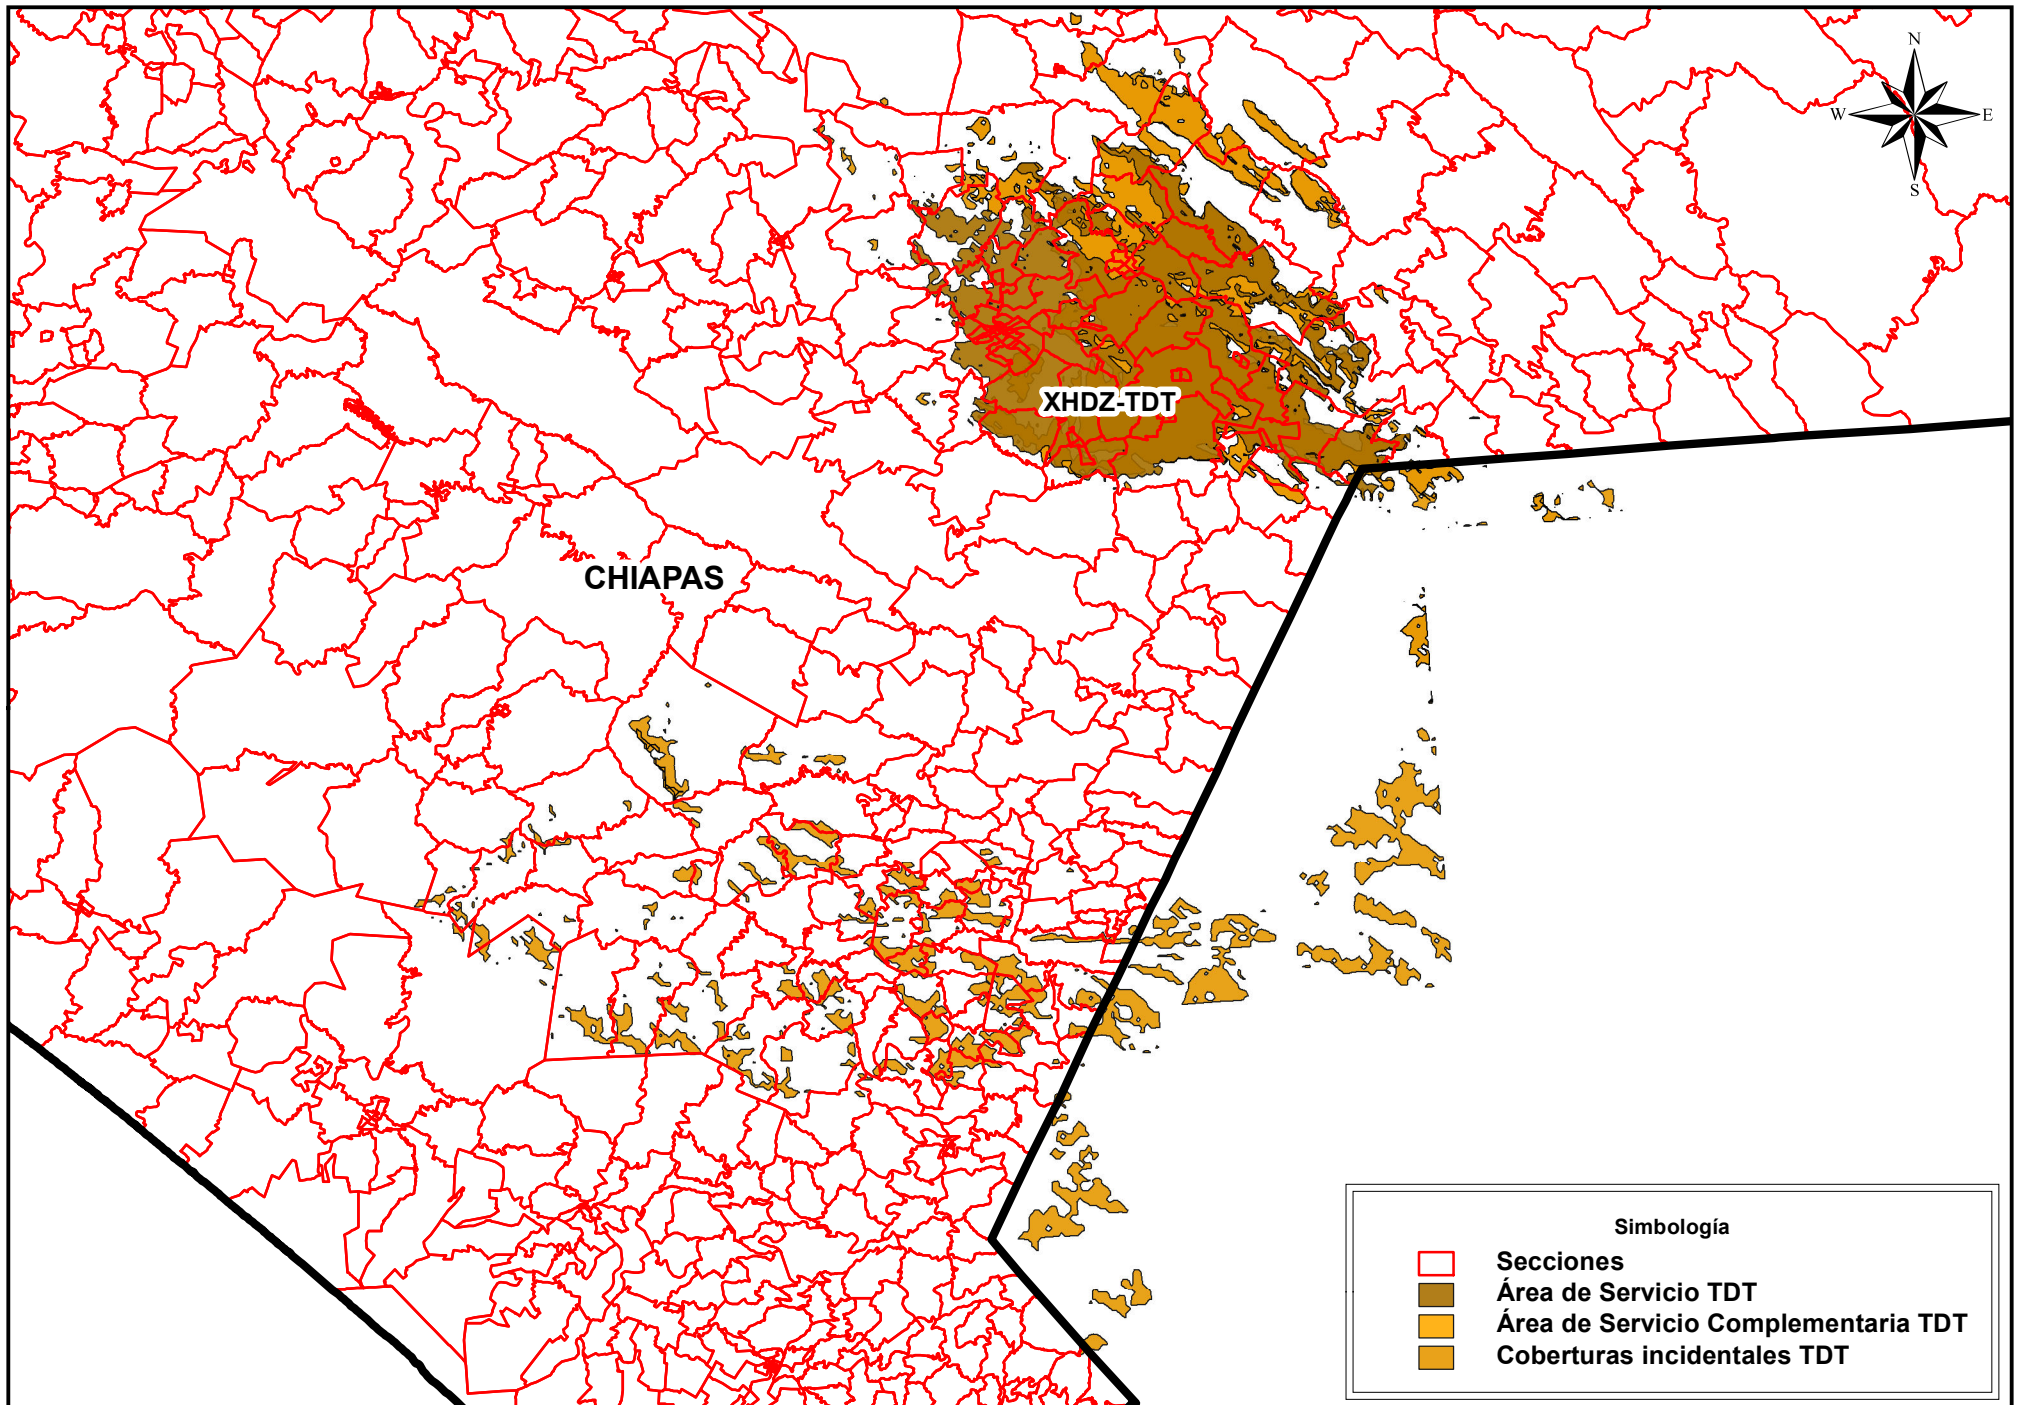 N
W E
S
XHDZ-TDT
CHIAPAS
Simbología
Secciones
Área de Servicio TDT
Área de Servicio Complementaria TDT
Coberturas incidentales TDT